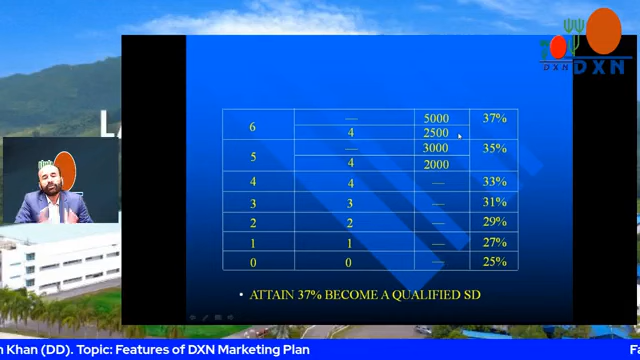 DXN
DXN
LA
6 — 5000 37%
4 2500
5 — 3000 35%
4 2000
4 4 — 33%
3 3 — 31%
2 2 — 29%
1 1 — 27%
0 0 — 25%
• ATTAIN 37% BECOME A QUALIFIED SD
n Khan (DD). Topic: Features of DXN Marketing Plan
Fa